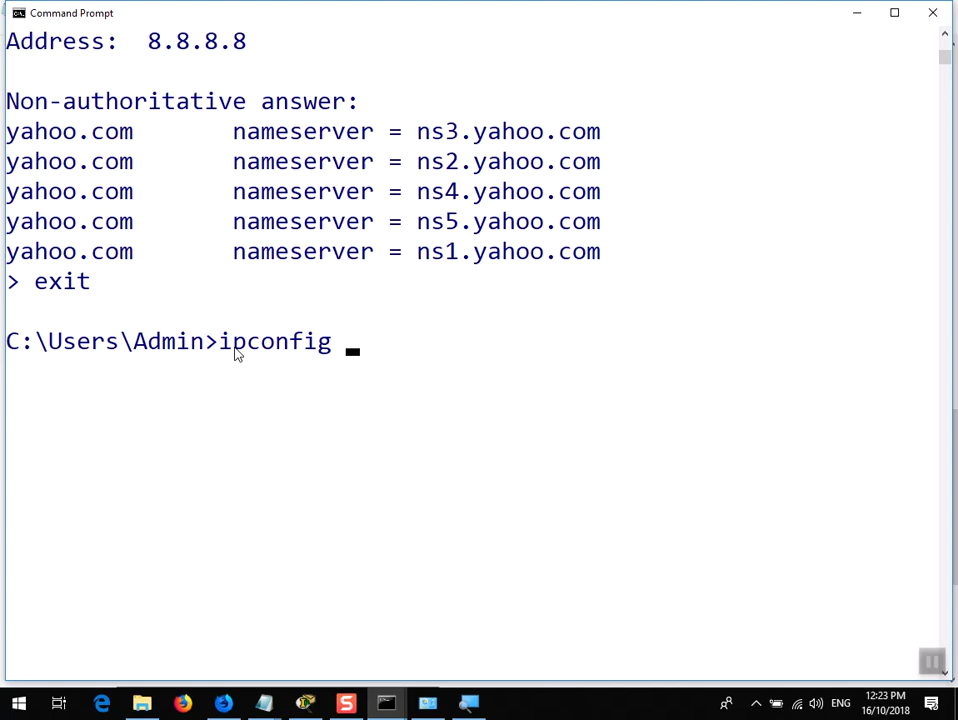 Command Prompt
Address:  8.8.8.8
Non-authoritative answer:
yahoo.com       nameserver = ns3.yahoo.com
yahoo.com       nameserver = ns2.yahoo.com
yahoo.com       nameserver = ns4.yahoo.com
yahoo.com       nameserver = ns5.yahoo.com
yahoo.com       nameserver = ns1.yahoo.com
> exit
C:\Users\Admin>ipconfig
ENG
12:23 PM
16/10/2018